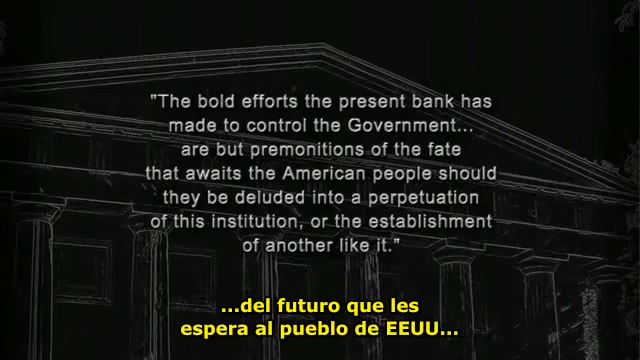 "The bold efforts the present bank has
made to control the Government...
are but premonitions of the fate
that awaits the American people should
they be deluded into a perpetuation
of this institution, or the establishment
of another like it."
...del futuro que les
espera al pueblo de EEUU...